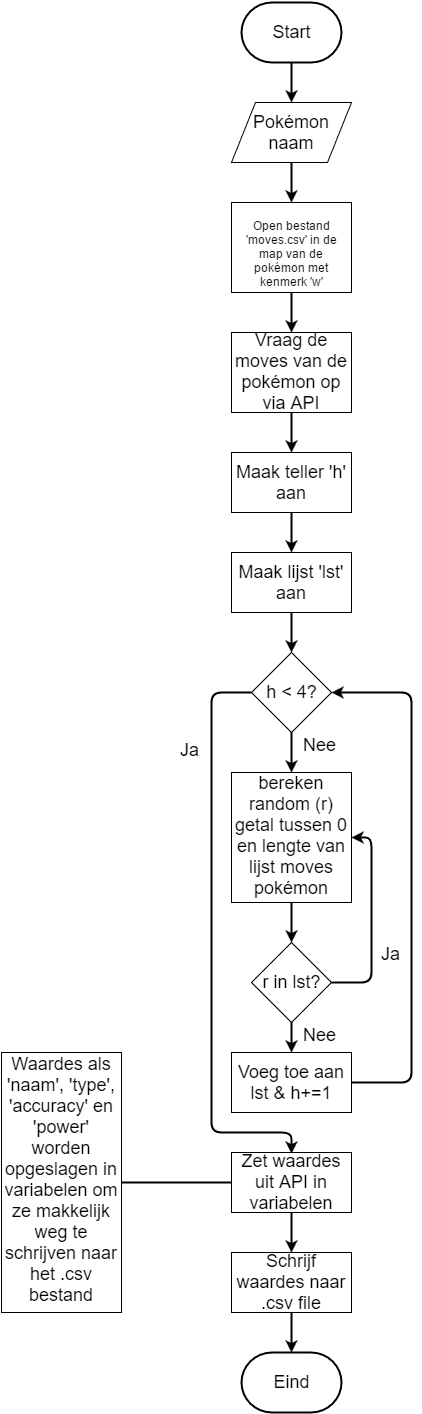 Start
Pokémon
naam
Open bestand
'moves.csv' in de
map van de
pokémon met
kenmerk 'w'
Vraag de
moves van de
pokémon op
via API
Maak teller 'h'
aan
Maak lijst 'lst'
aan
h < 4?
Ja
Nee
bereken
random (r)
getal tussen 0
en lengte van
lijst moves
pokémon
r in lst?
Ja
Nee
Voeg toe aan
lst & h+=1
Waardes als
'naam', 'type',
'accuracy' en
'power'
worden
opgeslagen in
variabelen om
ze makkelijk
weg te
schrijven naar
het .csv
bestand
Zet waardes
uit API in
variabelen
Schrijf
waardes naar
.csv file
Eind